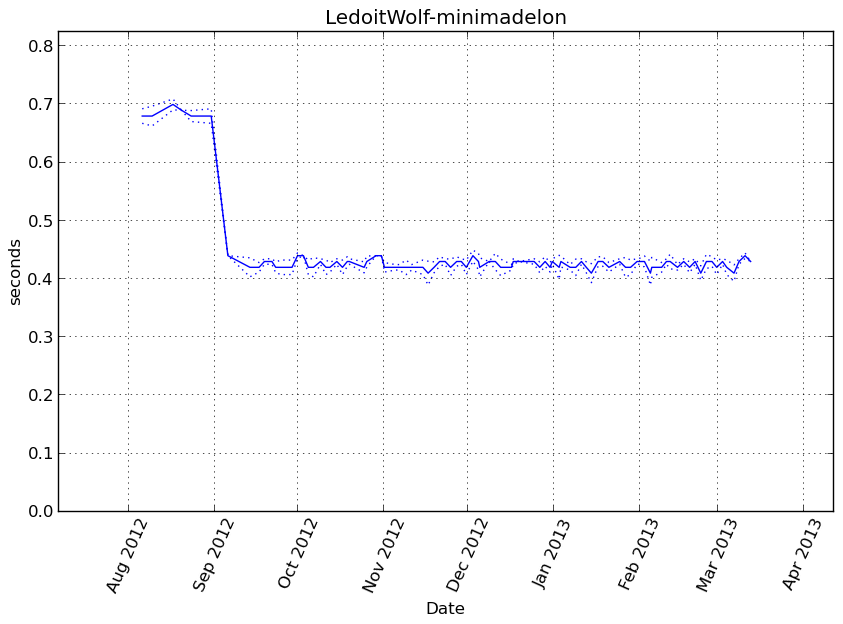 LedoitWolf-minimadelon
0.8
0.7
0.6
0.5
0.4
0.3
0.2
0.1
0.0
seconds
Aug 2012
Sep 2012
Oct 2012
Nov 2012
Dec 2012
Jan 2013
Feb 2013
Mar 2013
Apr 2013
Date